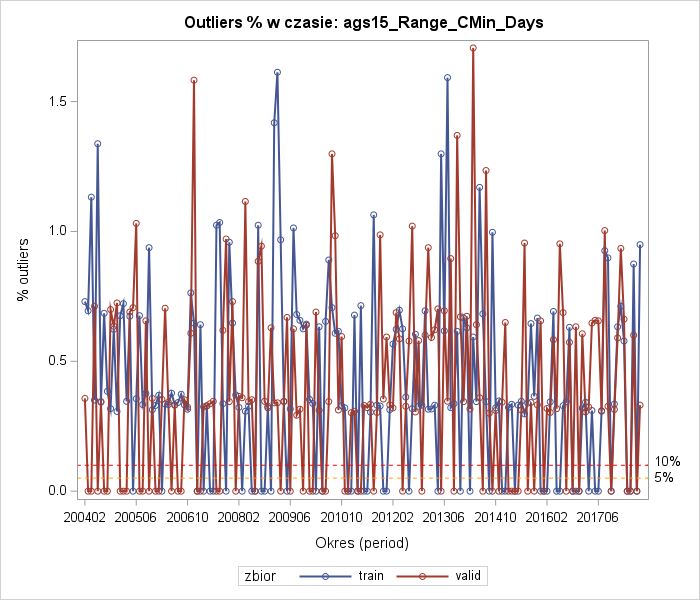 Outliers % w czasie: ags15_Range_CMin_Days
% outliers
1.5
1.0
0.5
0.0
10%
5%
200402 200506 200610 200802 200906 201010 201202 201306 201410 201602 201706
Okres (period)
zbior train valid